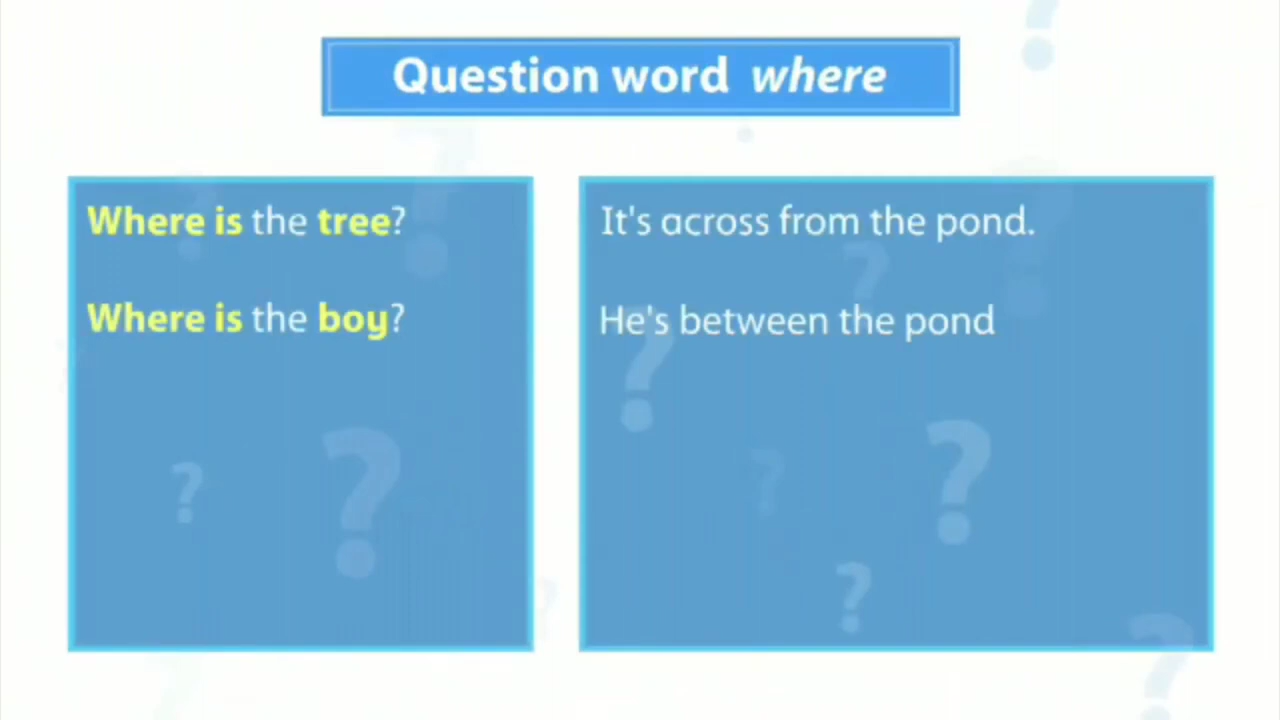 Question word where
Where is the tree?
It's across from the pond.
Where is the boy?
He's between the pond